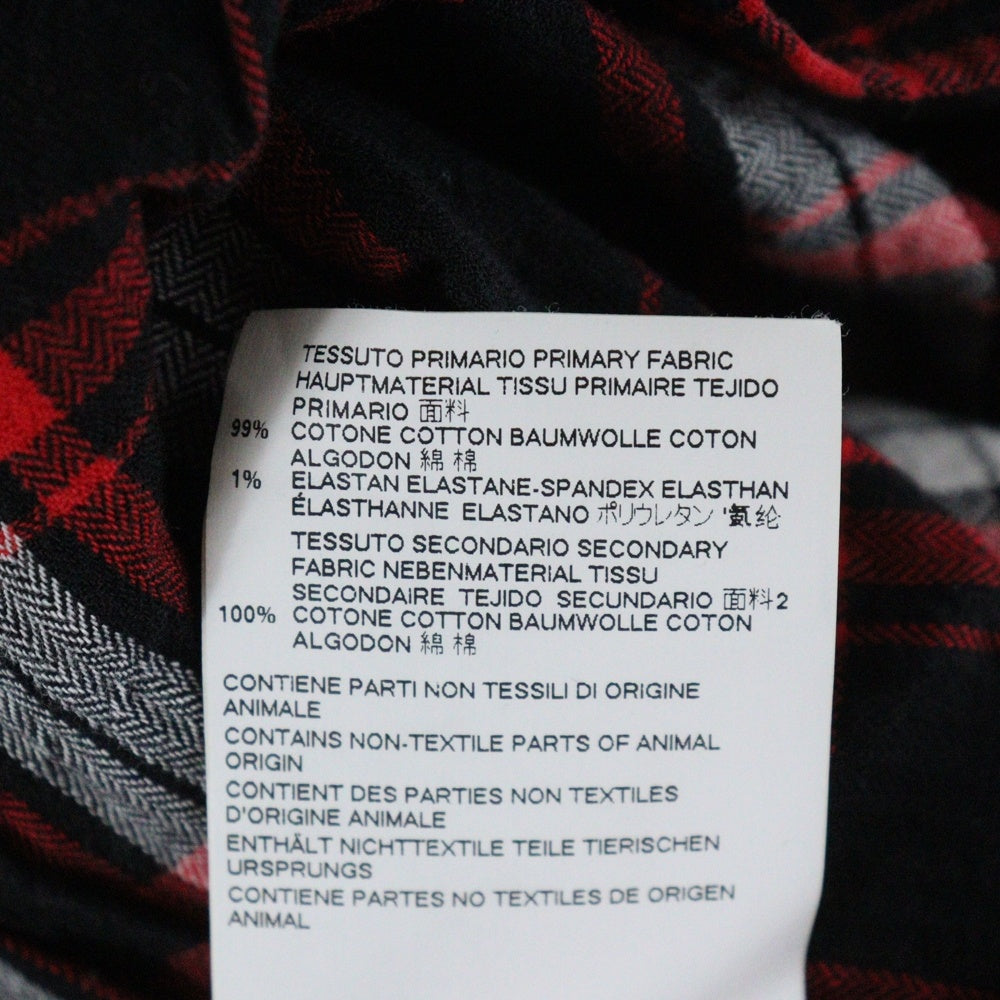 TESSUTO PRIMARIO PRIMARY FABRIC
HAUPTMATERIAL TISSU PRIMAIRE TEJIDO
PRIMARIO 面料
99% COTONE COTTON BAUMWOLLE COTON
ALGODON 綿 棉
1% ELASTAN ELASTANE-SPANDEX ELASTHAN
ÉLASTHANNE ELASTANO ポリウレタン '氨纶
TESSUTO SECONDARIO SECONDARY
FABRIC NEBENMATERIAL TISSU
SECONDAIRE TEJIDO SECUNDARIO 面料2
100% COTONE COTTON BAUMWOLLE COTON
ALGODON 綿 棉
CONTIENE PARTI NON TESSILI DI ORIGINE
ANIMALE
CONTAINS NON-TEXTILE PARTS OF ANIMAL
ORIGIN
CONTIENT DES PARTIES NON TEXTILES
D'ORIGINE ANIMALE
ENTHÄLT NICHTTEXTILE TEILE TIERISCHEN
URSPRUNGS
CONTIENE PARTES NO TEXTILES DE ORIGEN
ANIMAL